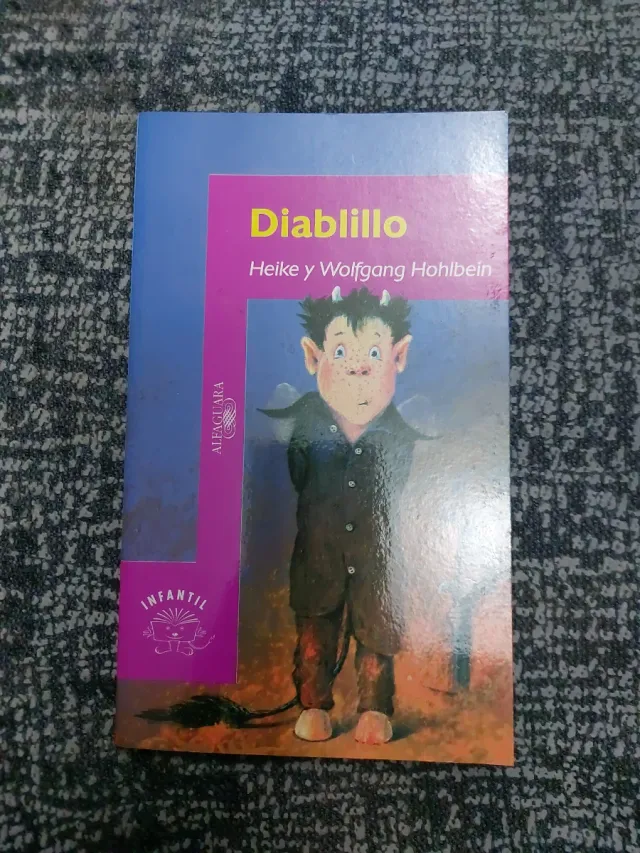 Diablillo
Heike y Wolfgang Hohlbein
ALFAGUARA
INFANTIL